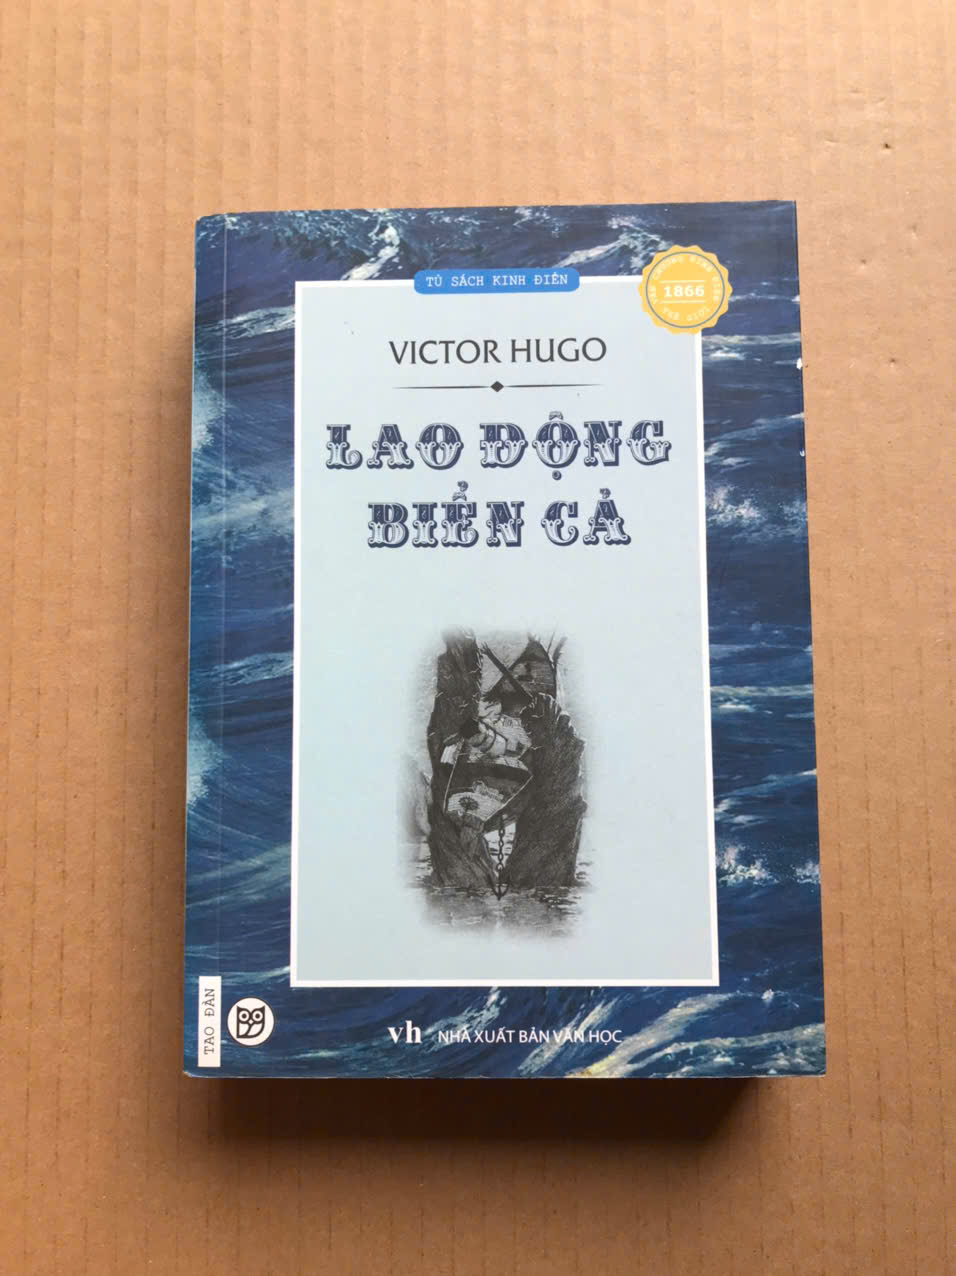 TỦ SÁCH KINH ĐIỂN
1866
VICTOR HUGO
LAO ĐỘNG
BIỂN CẢ
TAO ĐÀN
vh NHÀ XUẤT BẢN VĂN HỌC